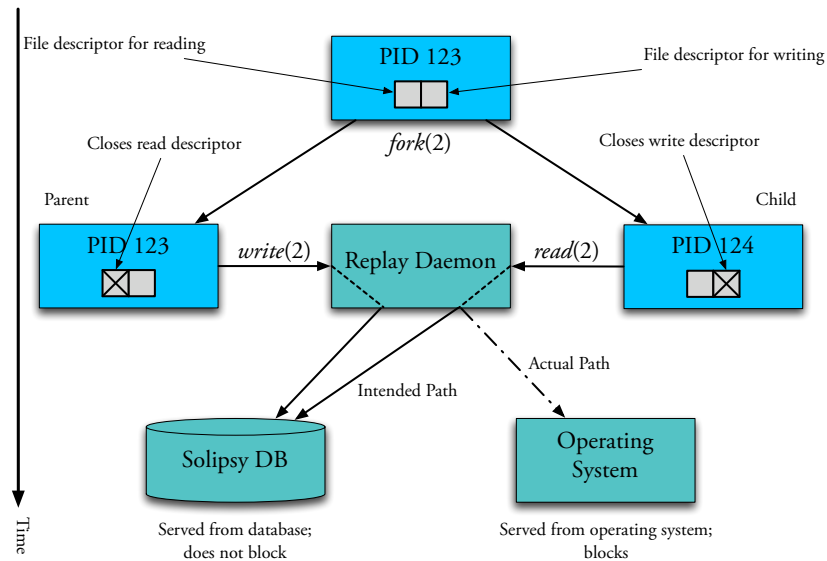 File descriptor for reading
PID 123
File descriptor for writing
Closes read descriptor
fork(2)
Closes write descriptor
Parent
Child
PID 123
write(2)
Replay Daemon
read(2)
PID 124
Actual Path
Intended Path
Solipsy DB
Operating
System
Time
Served from database;
does not block
Served from operating system;
blocks